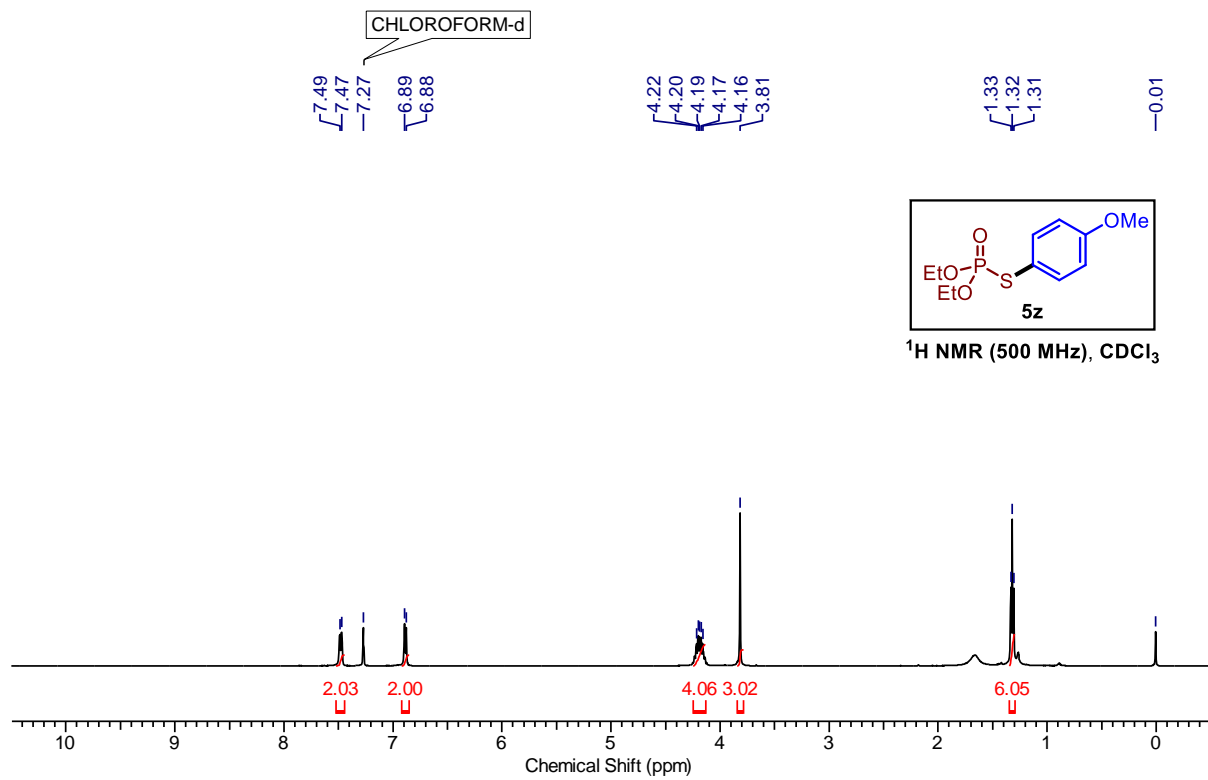 CHLOROFORM-d
7.49
7.47
7.27
6.89
6.88
4.22
4.20
4.19
4.17
4.16
3.81
1.33
1.32
1.31
0.01
OMe
O
EtO
P
S
EtO
5z
¹H NMR (500 MHz), CDCl₃
2.03 2.00 4.06 3.02 6.05
10 9 8 7 6 5 4 3 2 1 0
Chemical Shift (ppm)